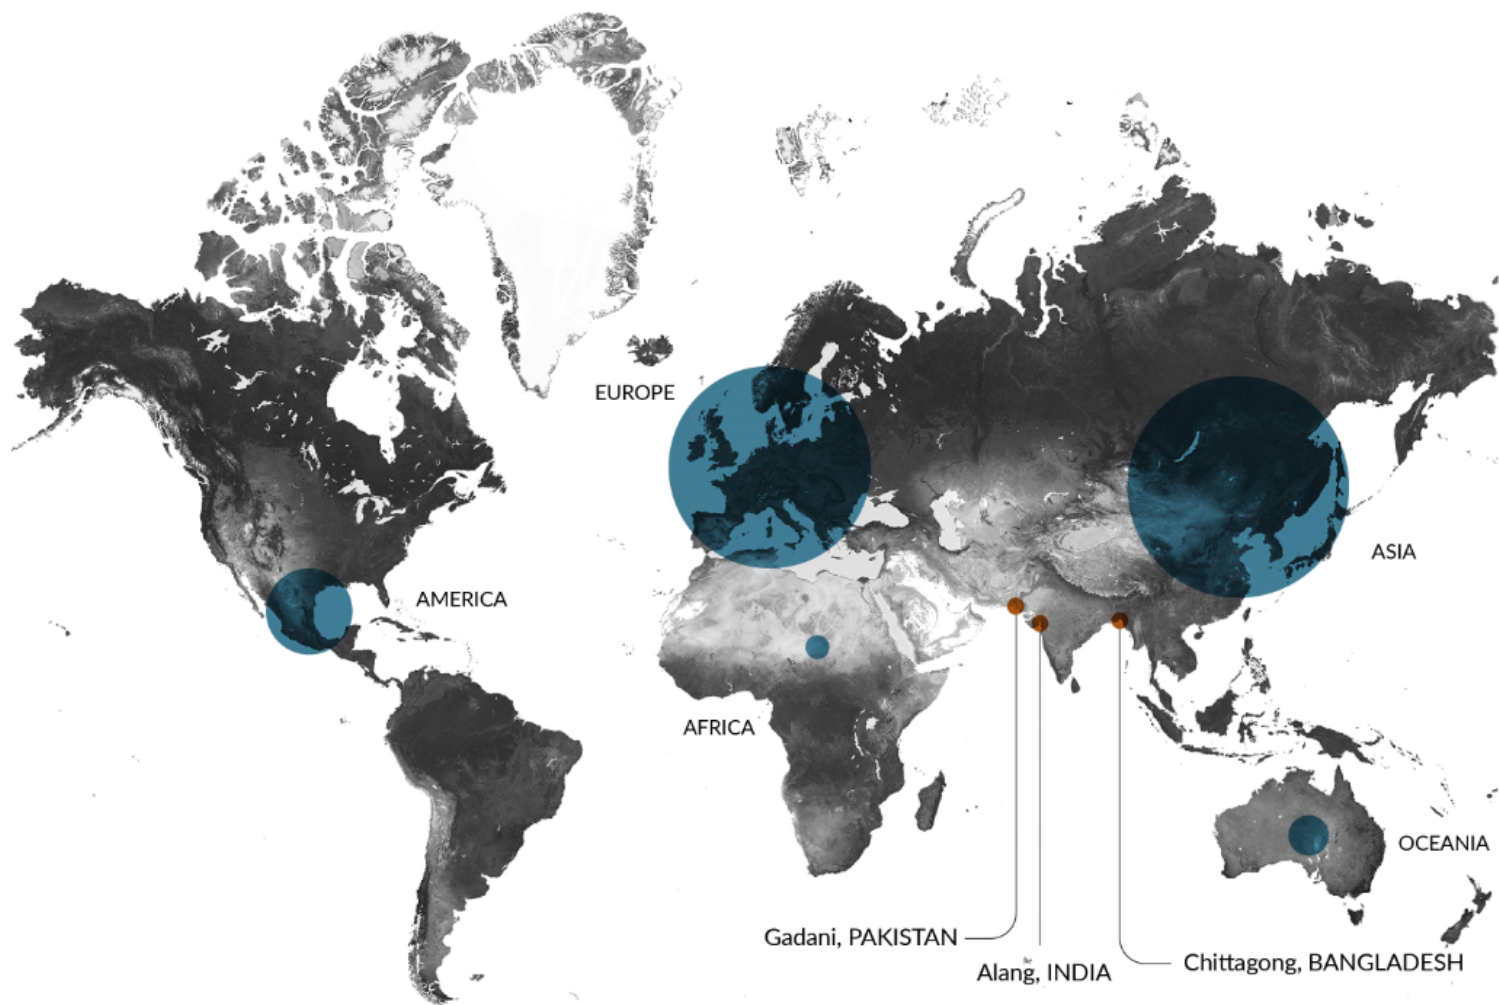 EUROPE
ASIA
AMERICA
AFRICA
OCEANIA
Gadani, PAKISTAN
Alang, INDIA
Chittagong, BANGLADESH